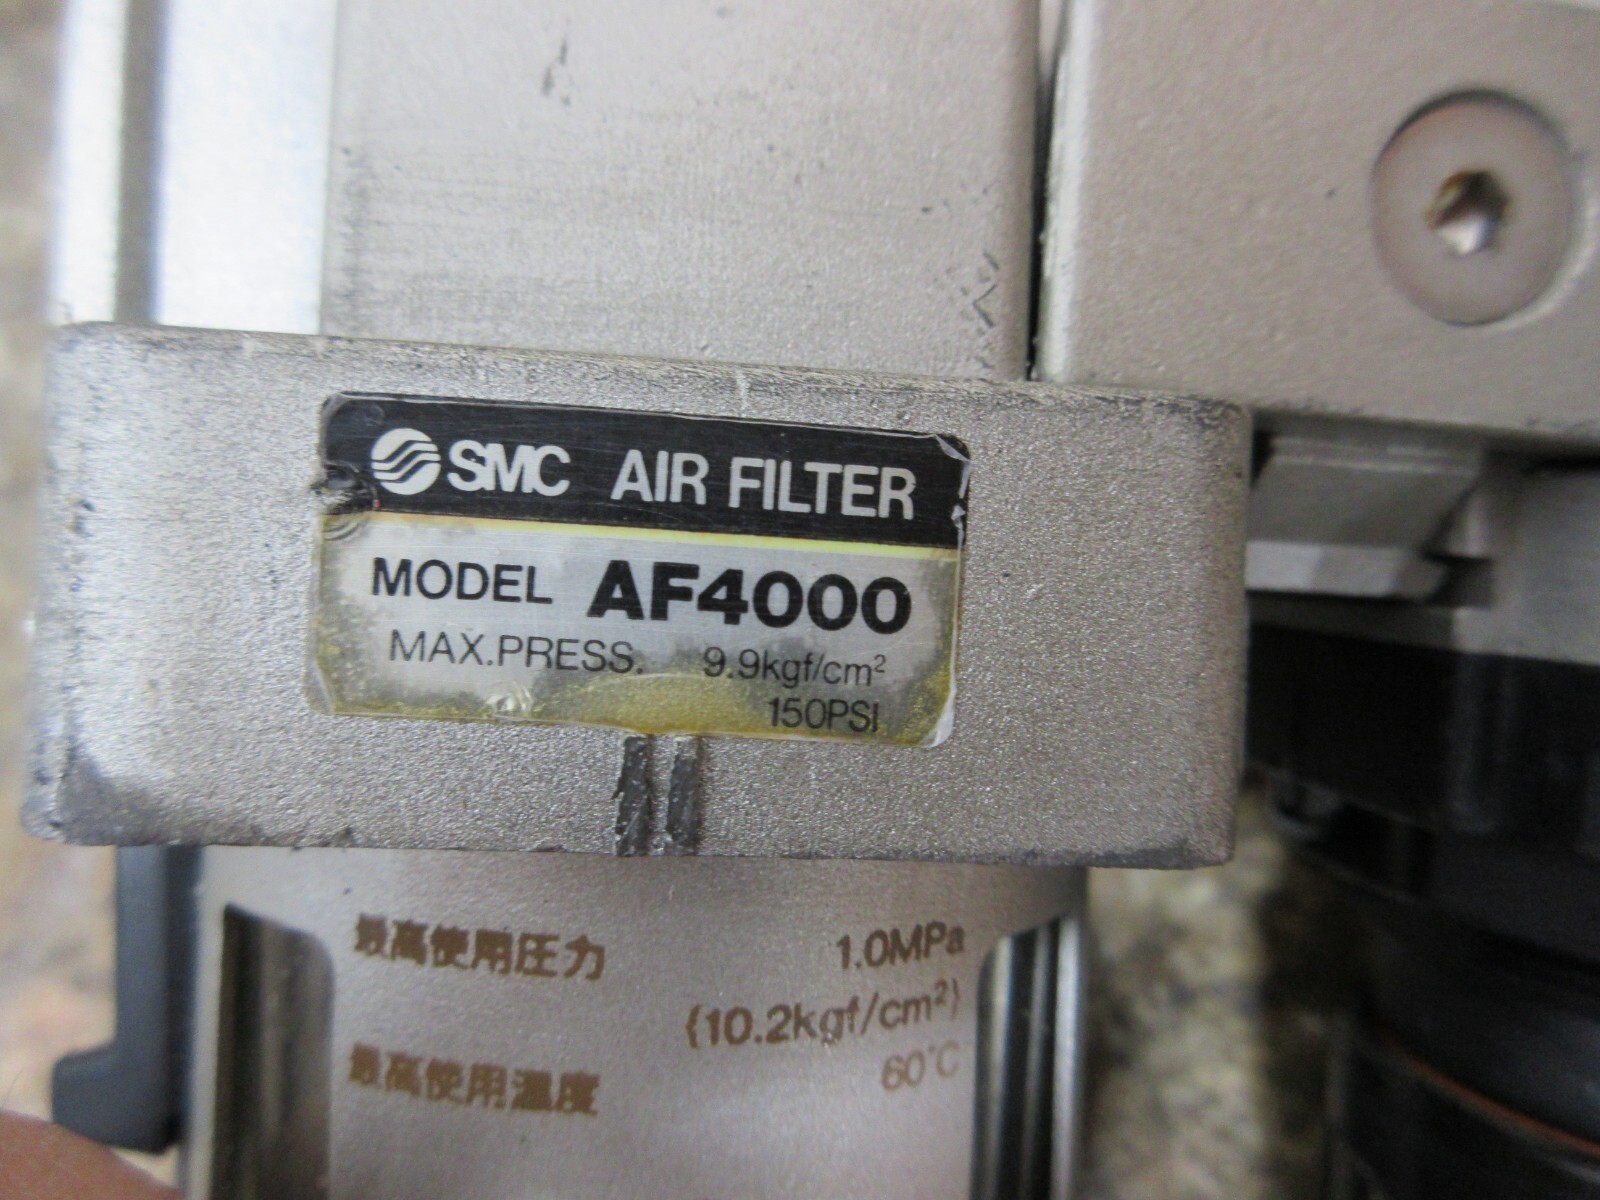 SMC AIR FILTER
MODEL AF4000
MAX.PRESS. 9.9kgf/cm²
150PSI
最高使用圧力 1.0MPa
{10.2kgf/cm²}
最高使用温度 60°C